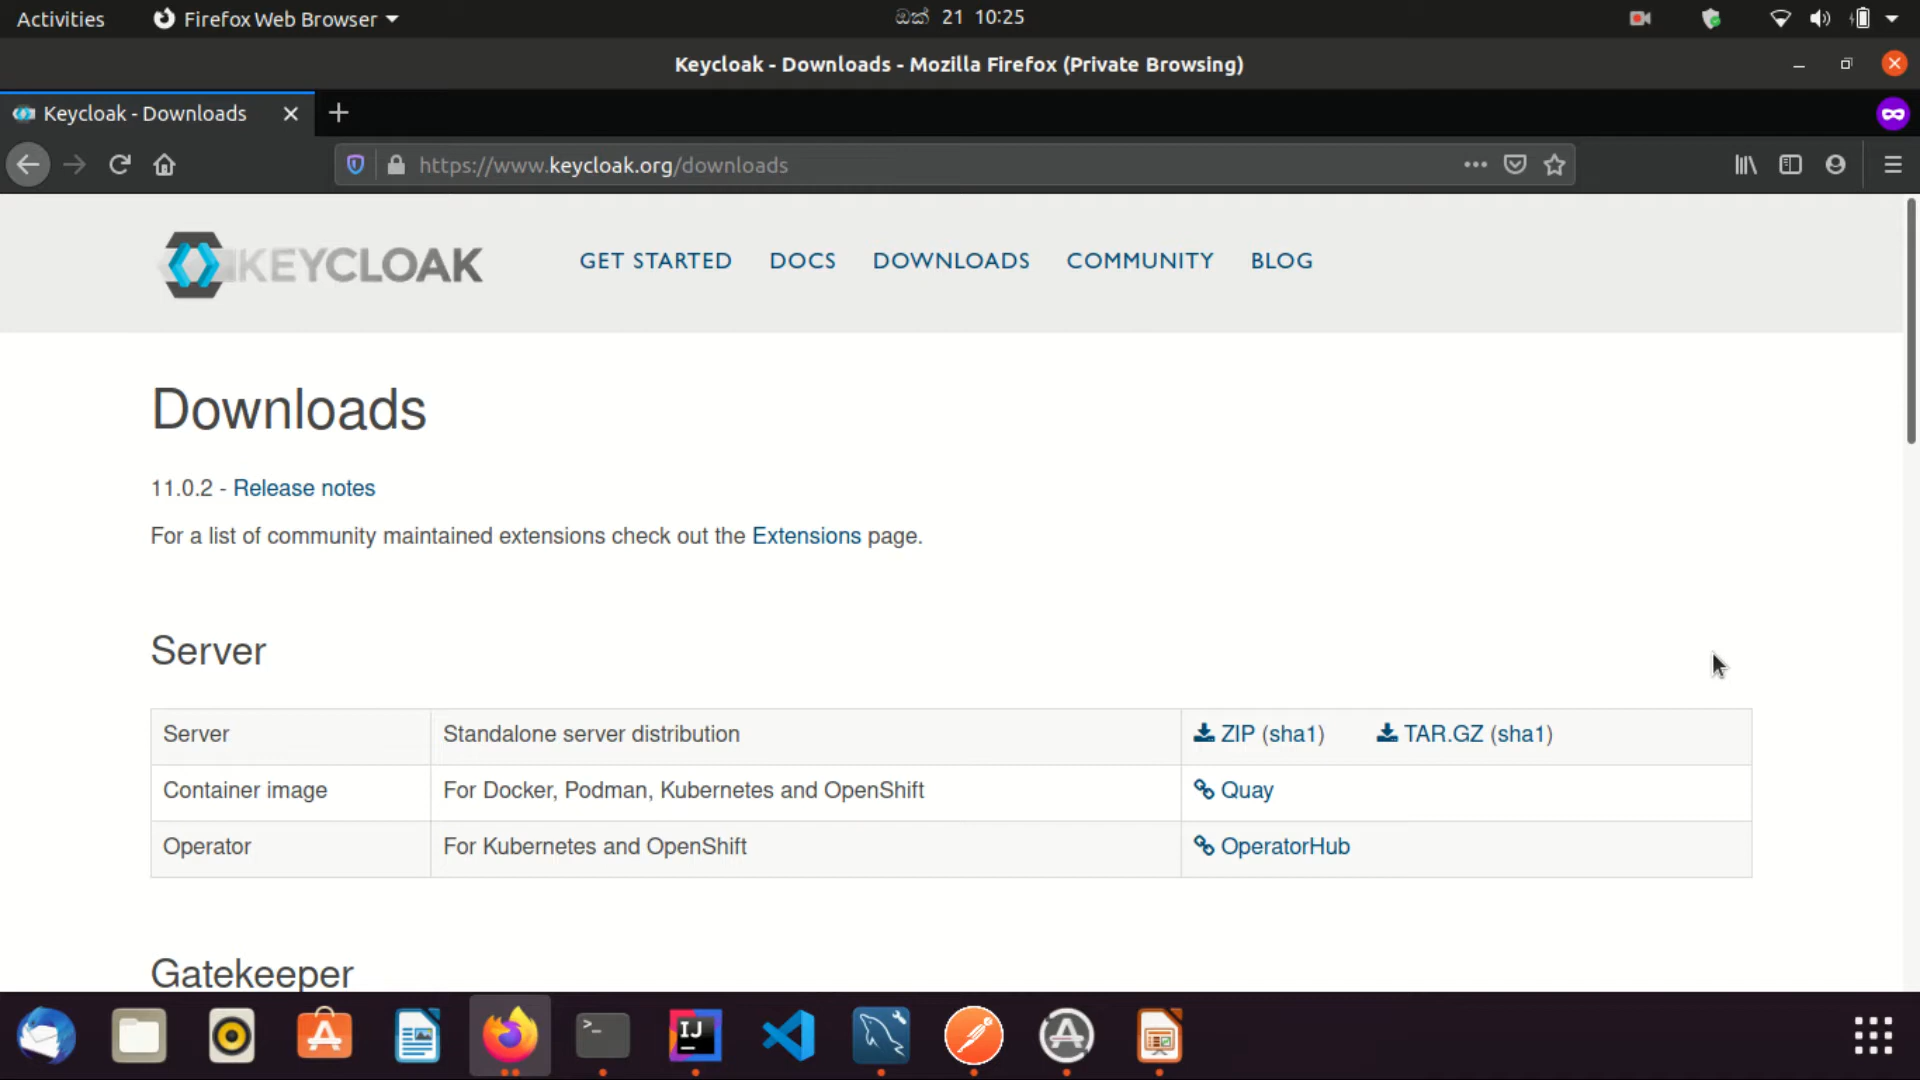 Activities
Firefox Web Browser
ඔක් 21 10:25
Keycloak - Downloads - Mozilla Firefox (Private Browsing)
Keycloak - Downloads
https://www.keycloak.org/downloads
KEYCLOAK
GET STARTED
DOCS
DOWNLOADS
COMMUNITY
BLOG
Downloads
11.0.2 - Release notes
For a list of community maintained extensions check out the Extensions page.
Server
Server Standalone server distribution ZIP (sha1) TAR.GZ (sha1)
Container image For Docker, Podman, Kubernetes and OpenShift Quay
Operator For Kubernetes and OpenShift OperatorHub
Gatekeeper
>_
IJ